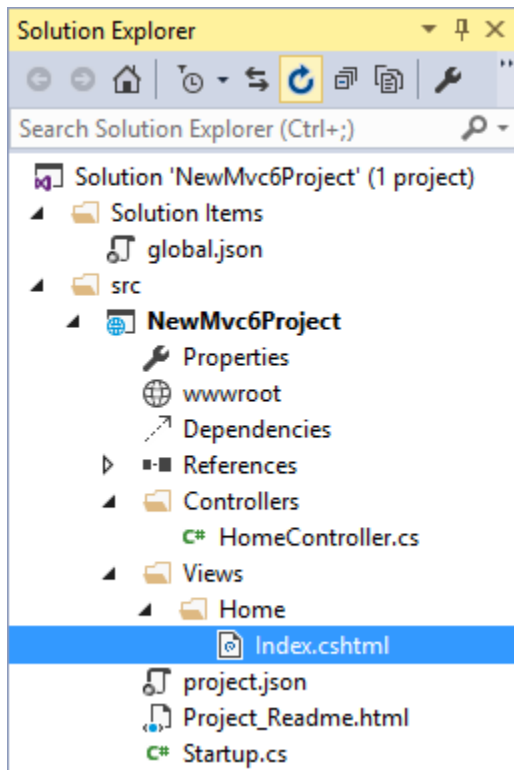 Solution Explorer
Search Solution Explorer (Ctrl+;)
Solution 'NewMvc6Project' (1 project)
Solution Items
global.json
src
NewMvc6Project
Properties
wwwroot
Dependencies
References
Controllers
C# HomeController.cs
Views
Home
Index.cshtml
project.json
Project_Readme.html
C# Startup.cs